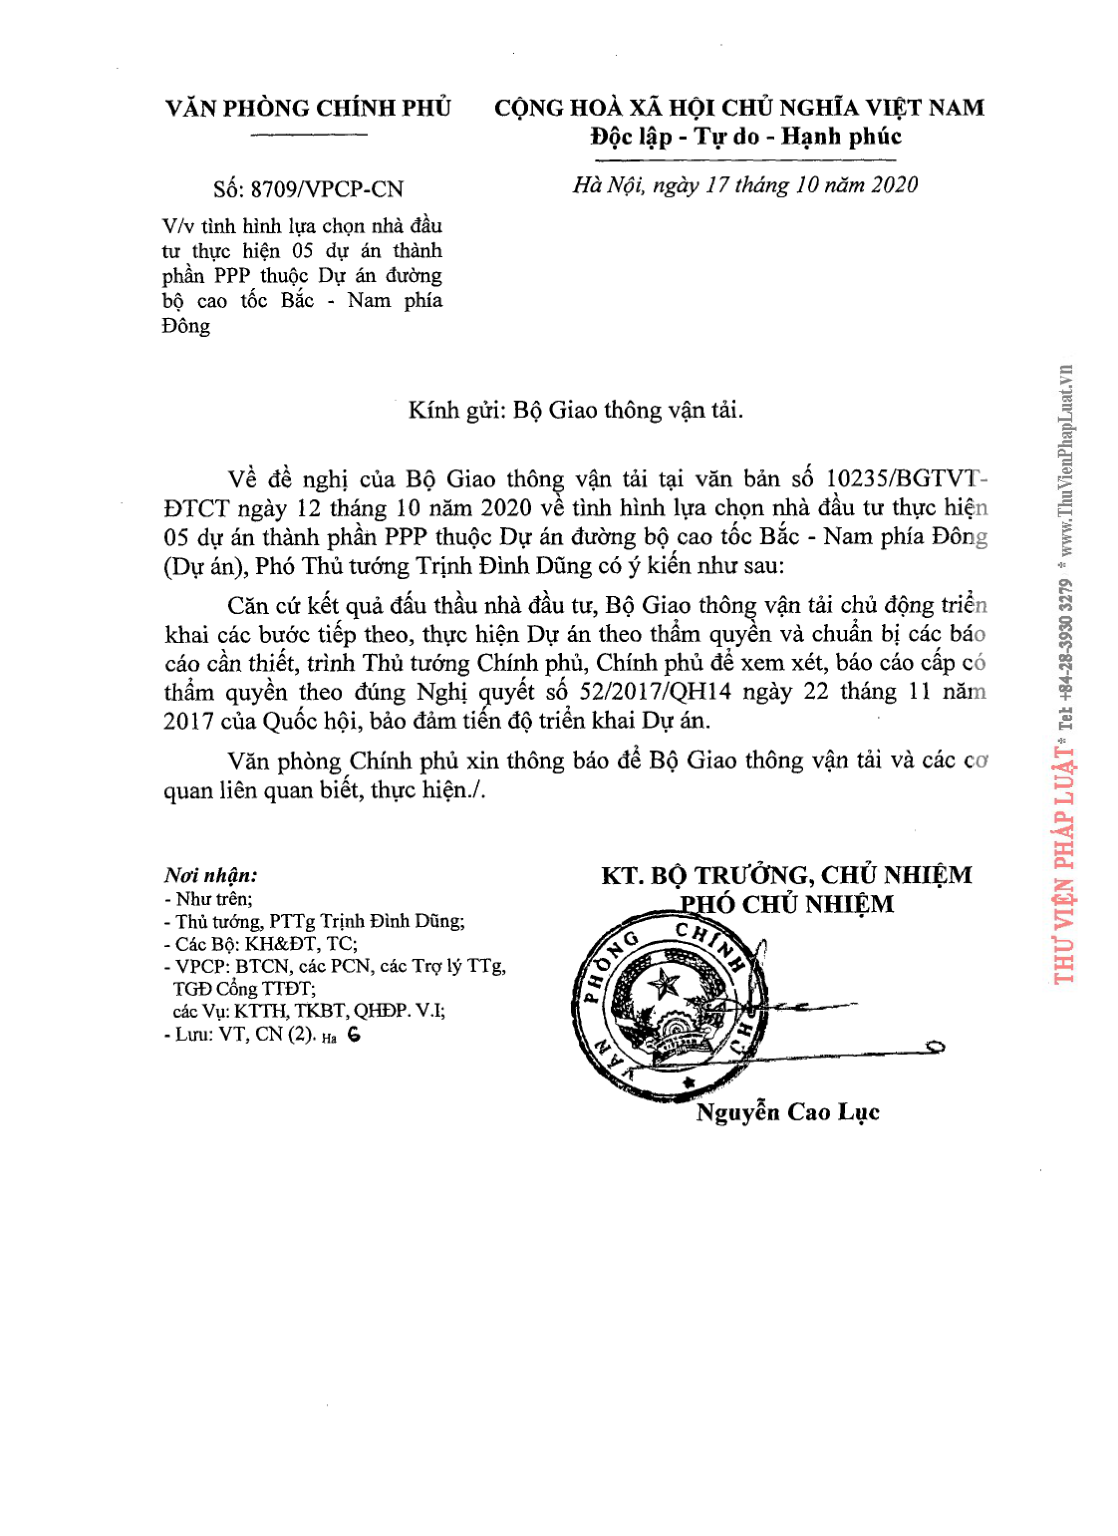 VĂN PHÒNG CHÍNH PHỦ
CỘNG HOÀ XÃ HỘI CHỦ NGHĨA VIỆT NAM
Độc lập - Tự do - Hạnh phúc
Số: 8709/VPCP-CN
Hà Nội, ngày 17 tháng 10 năm 2020
V/v tình hình lựa chọn nhà đầu
tư thực hiện 05 dự án thành
phần PPP thuộc Dự án đường
bộ cao tốc Bắc - Nam phía
Đông
Kính gửi: Bộ Giao thông vận tải.
Về đề nghị của Bộ Giao thông vận tải tại văn bản số 10235/BGTVT-
ĐTCT ngày 12 tháng 10 năm 2020 về tình hình lựa chọn nhà đầu tư thực hiện
05 dự án thành phần PPP thuộc Dự án đường bộ cao tốc Bắc - Nam phía Đông
(Dự án), Phó Thủ tướng Trịnh Đình Dũng có ý kiến như sau:
Căn cứ kết quả đấu thầu nhà đầu tư, Bộ Giao thông vận tải chủ động triển
khai các bước tiếp theo, thực hiện Dự án theo thẩm quyền và chuẩn bị các báo
cáo cần thiết, trình Thủ tướng Chính phủ, Chính phủ để xem xét, báo cáo cấp có
thẩm quyền theo đúng Nghị quyết số 52/2017/QH14 ngày 22 tháng 11 năm
2017 của Quốc hội, bảo đảm tiến độ triển khai Dự án.
Văn phòng Chính phủ xin thông báo để Bộ Giao thông vận tải và các cơ
quan liên quan biết, thực hiện./.
Nơi nhận:
- Như trên;
- Thủ tướng, PTTg Trịnh Đình Dũng;
- Các Bộ: KH&ĐT, TC;
- VPCP: BTCN, các PCN, các Trợ lý TTg,
TGĐ Cổng TTĐT;
các Vụ: KTTH, TKBT, QHĐP. V.I;
- Lưu: VT, CN (2). Ha 6
KT. BỘ TRƯỞNG, CHỦ NHIỆM
PHÓ CHỦ NHIỆM
VĂN PHÒNG CHÍNH PHỦ
Nguyễn Cao Lục
THƯ VIỆN PHÁP LUẬT * Tel: +84-28-3930 3279 * www.ThuVienPhapLuat.vn